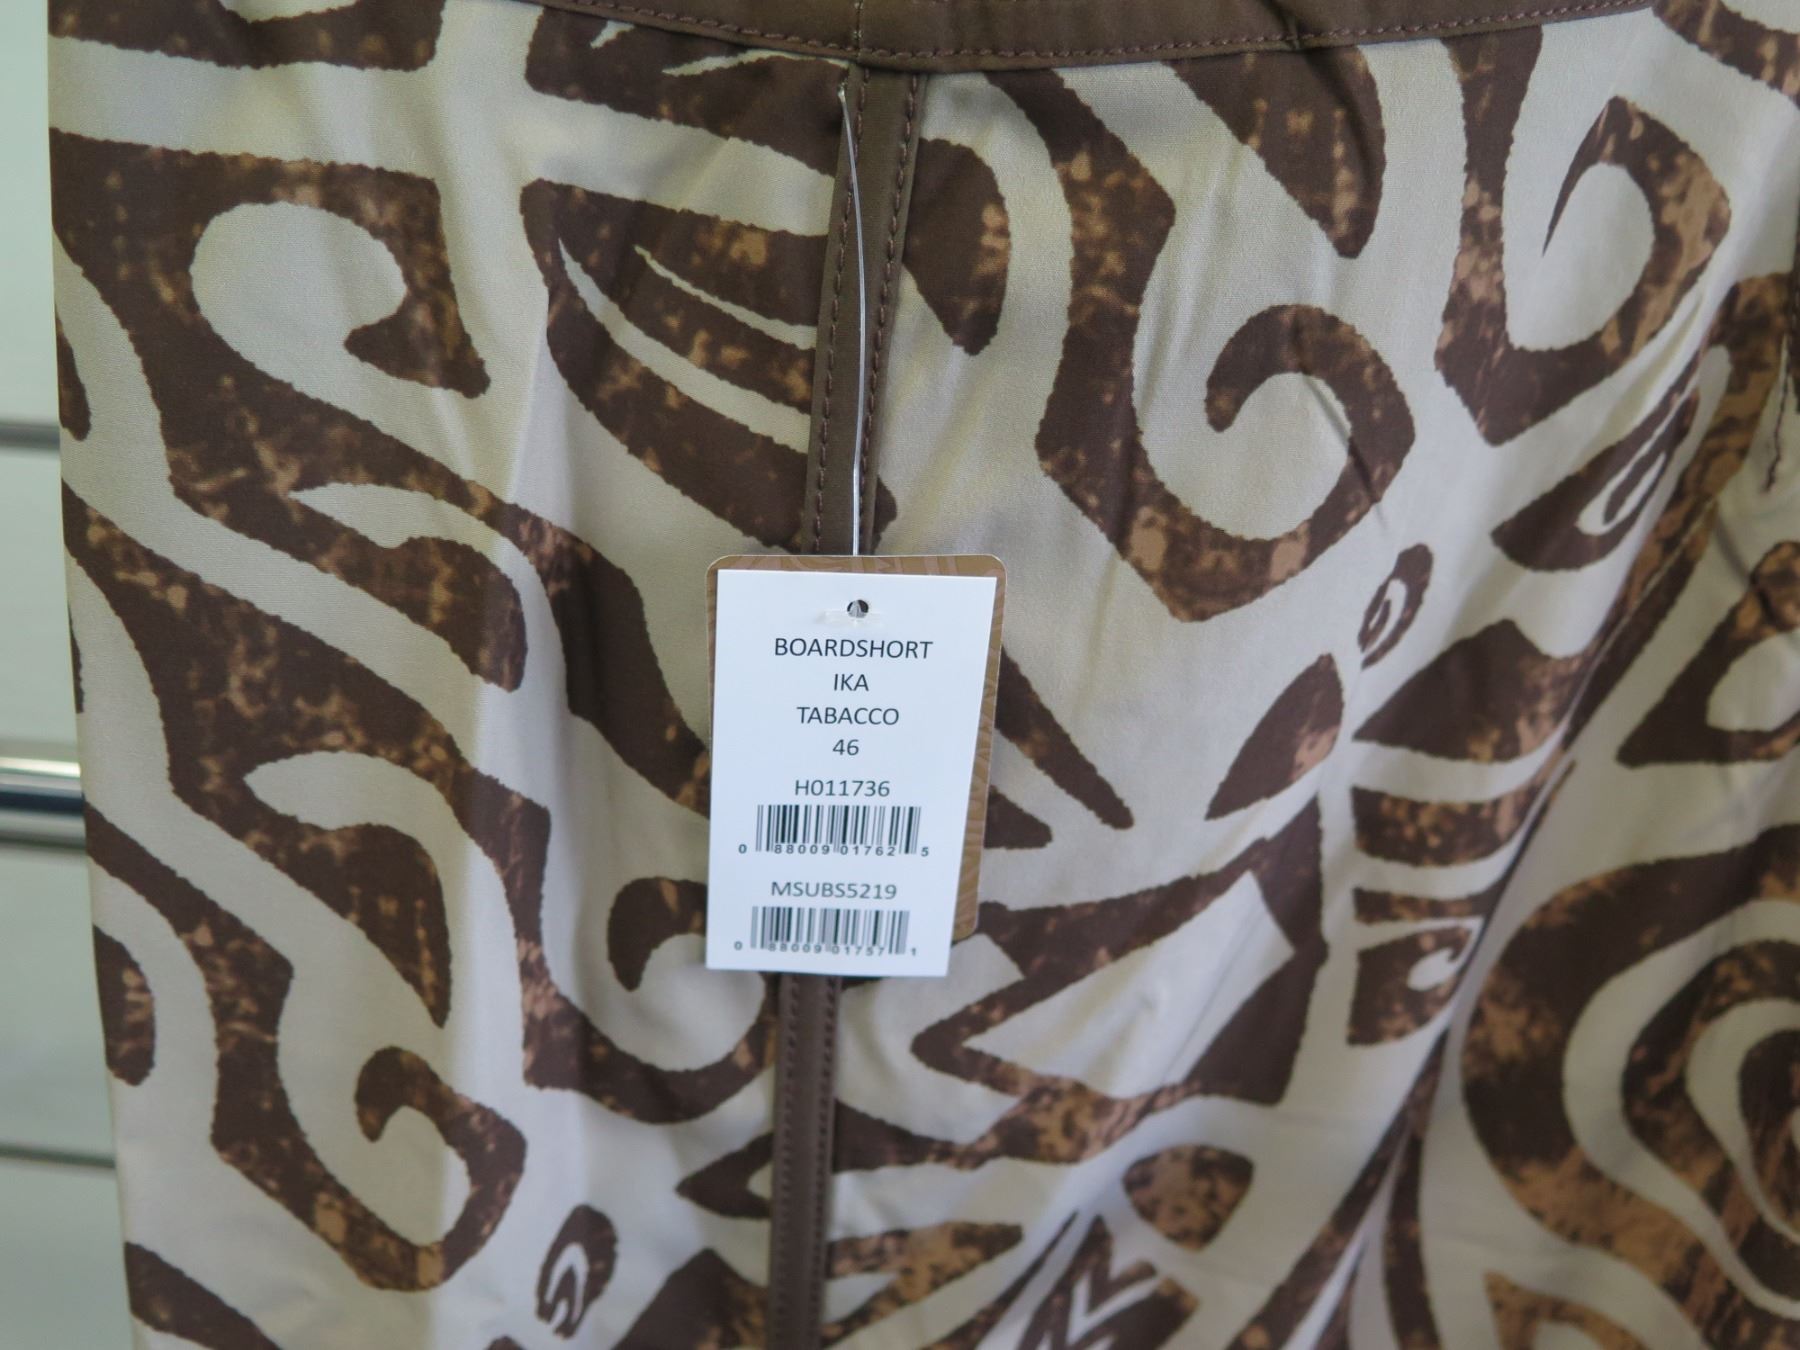 BOARDSHORT
IKA
TABACCO
46
H011736
0 88009 01762 5
MSUBS5219
0 88009 01757 1